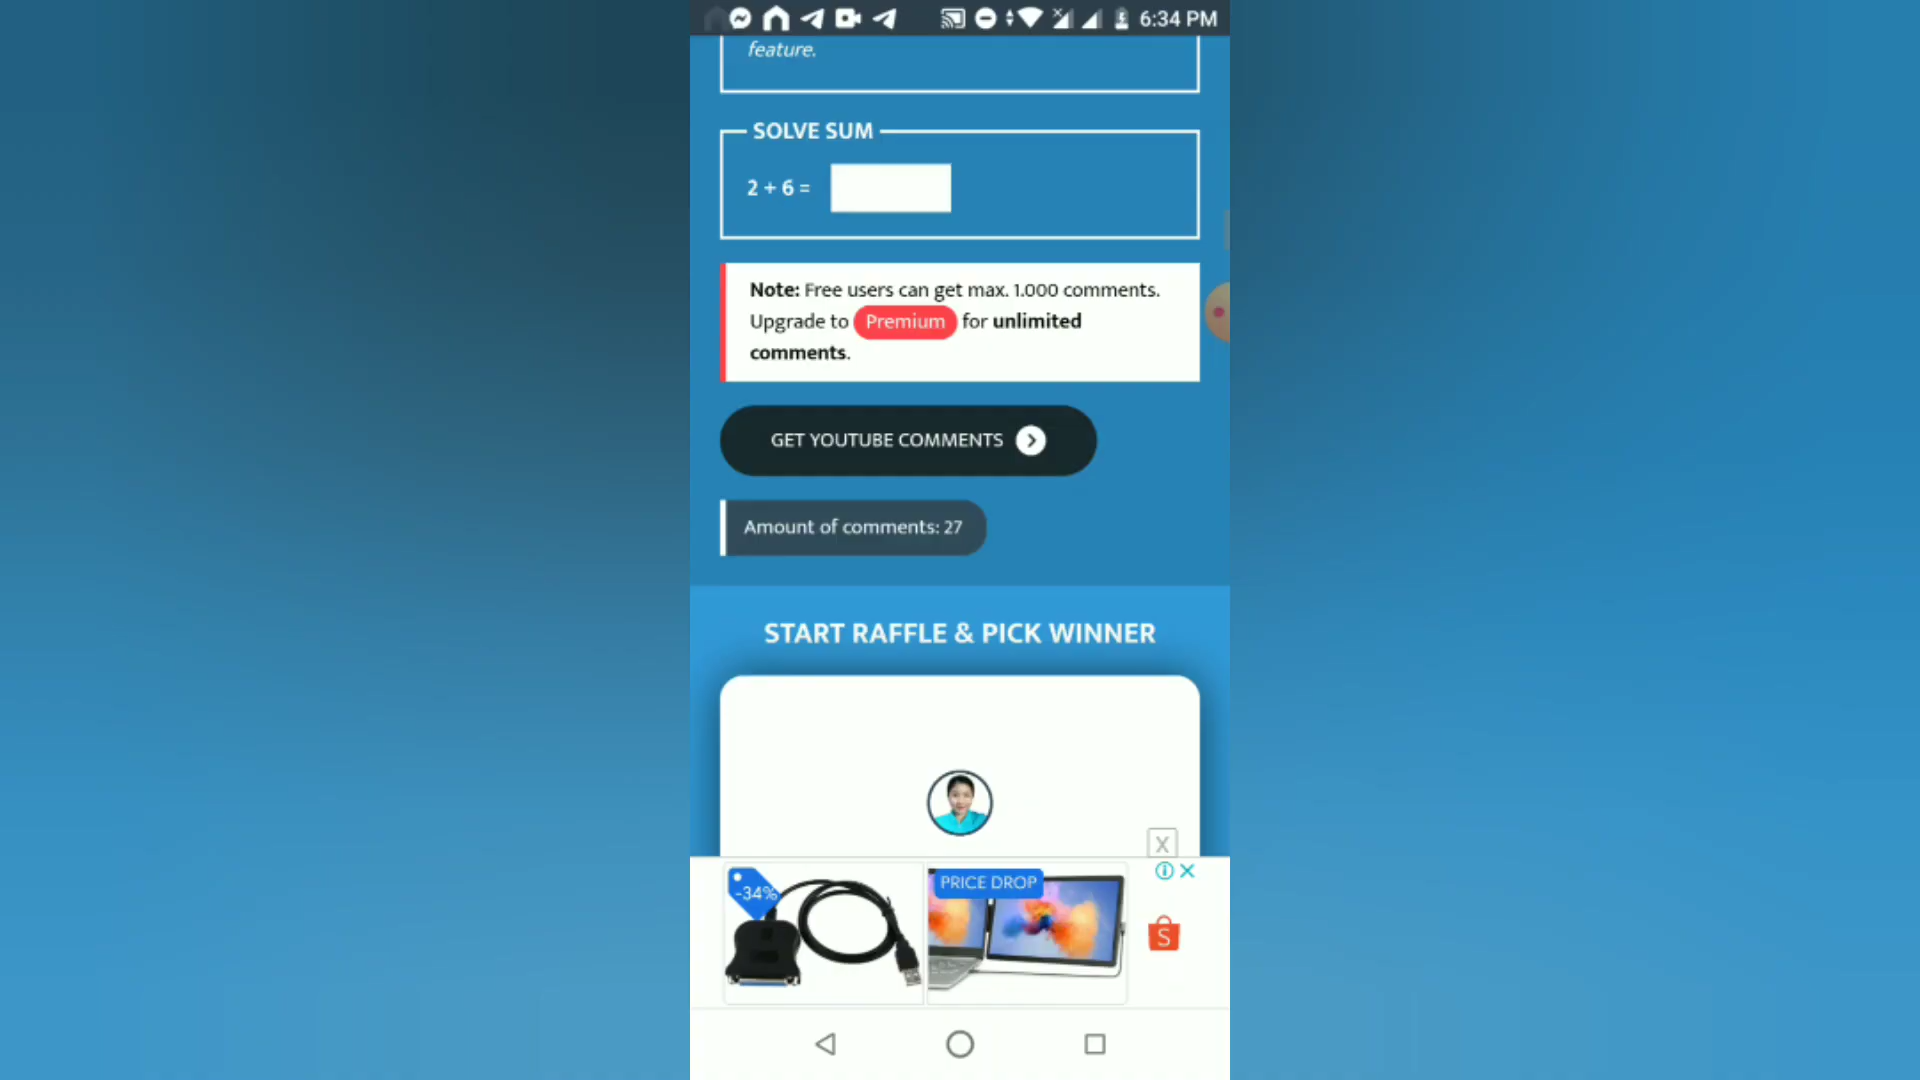 6:34 PM
feature.
SOLVE SUM
2 + 6 =
Note: Free users can get max. 1.000 comments.
Upgrade to Premium for unlimited
comments.
GET YOUTUBE COMMENTS
Amount of comments: 27
START RAFFLE & PICK WINNER
X
-34%
PRICE DROP
S